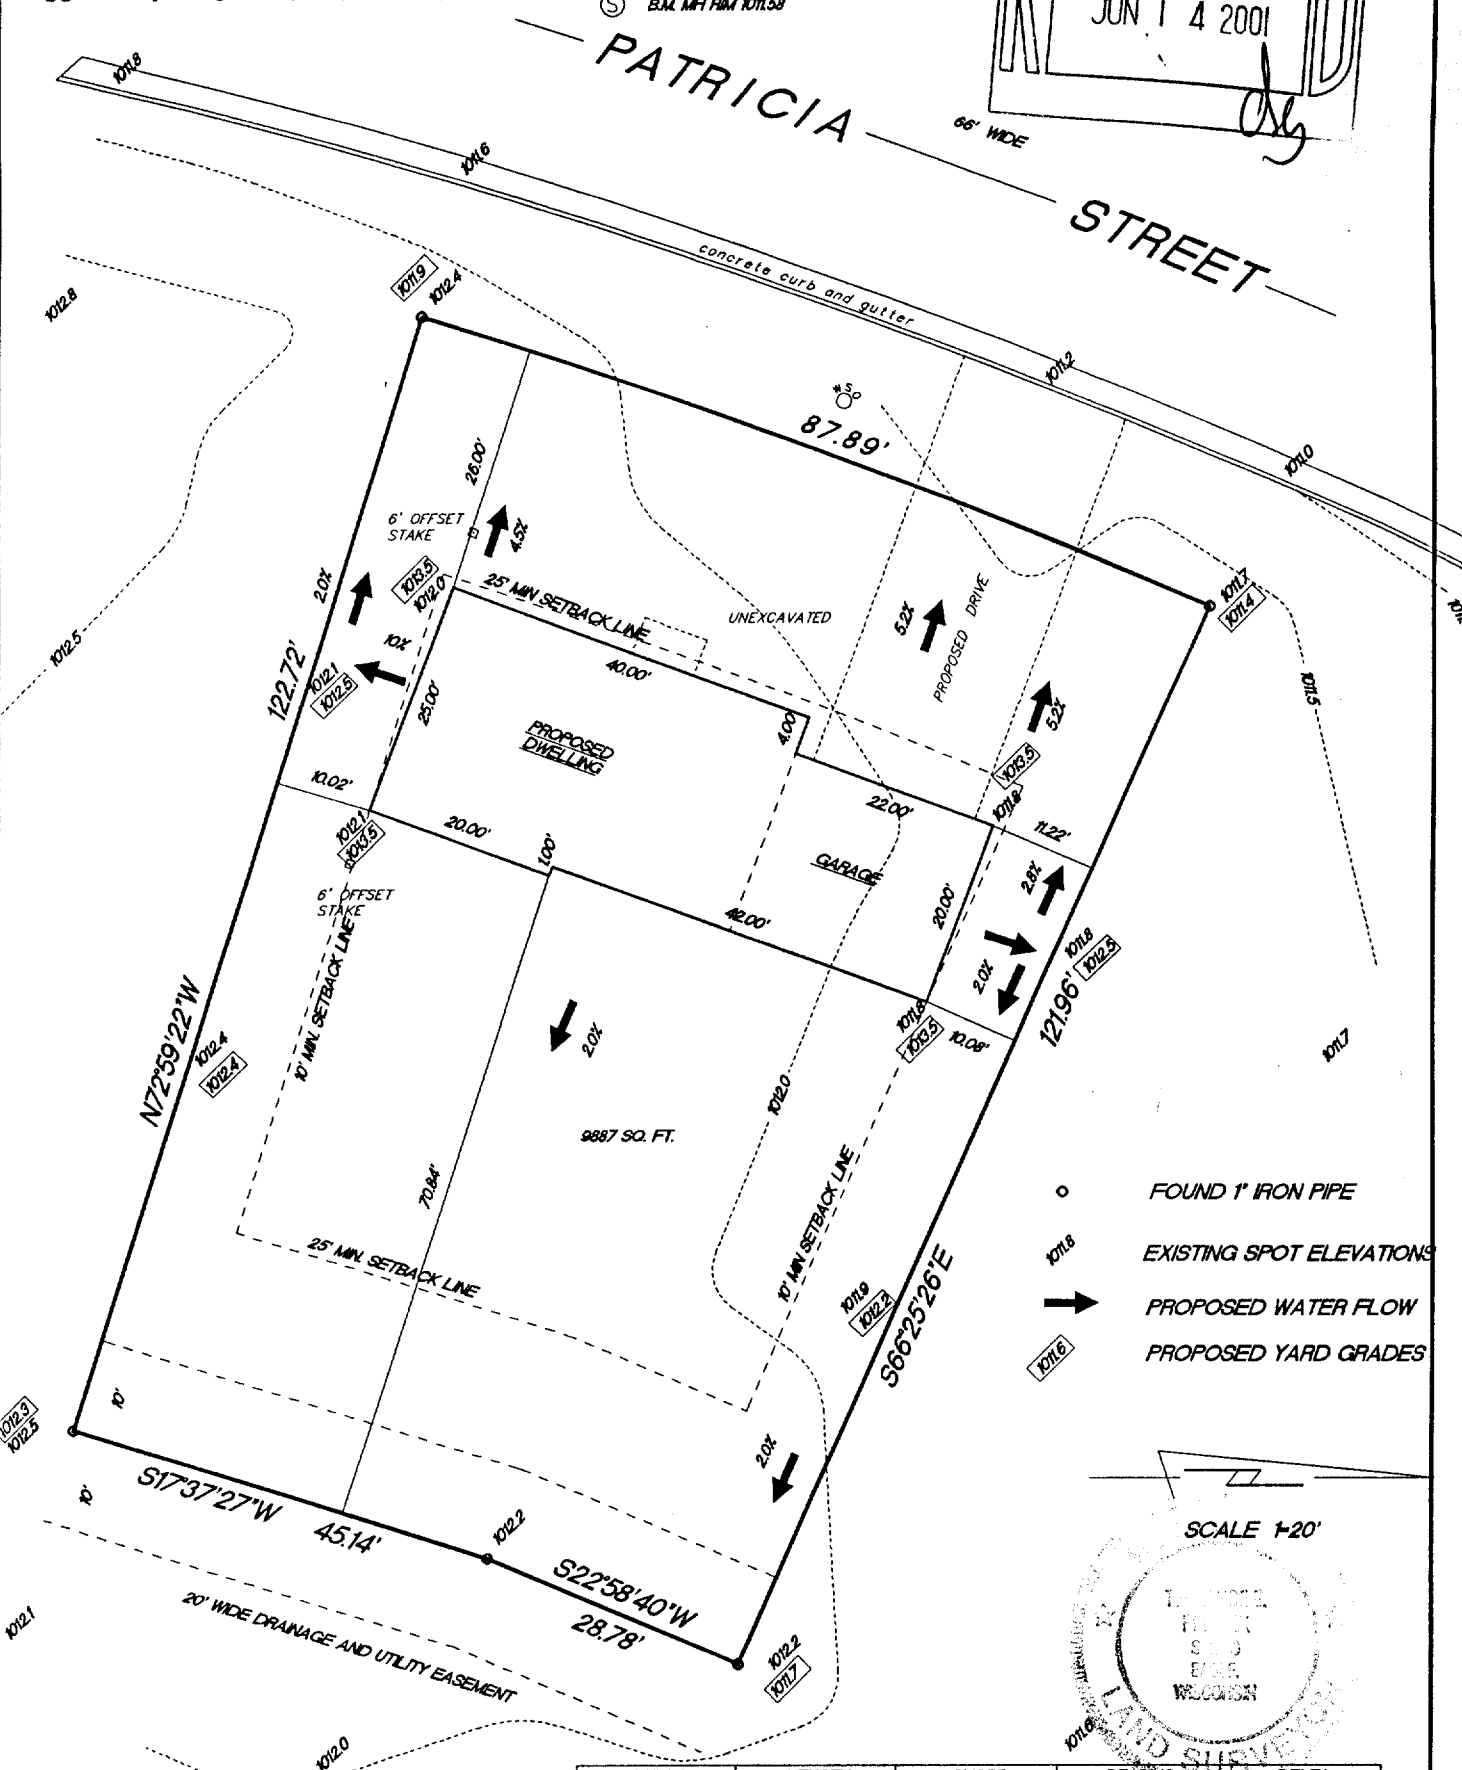 B.M. MH RIM 1011.58
JUN 1 4 2001
PATRICIA STREET
66' WIDE
1011.8
1011.6
concrete curb and gutter
1011.2
1011.0
1012.8
1011.9
1012.4
W S
87.89'
26.00'
6' OFFSET
STAKE
4.5%
1013.5
1012.0
25' MIN SETBACK LINE
UNEXCAVATED
5.2%
PROPOSED DRIVE
1011.7
1011.4
2.0%
10%
1012.5
122.72'
1012.1
1012.5
25.00'
40.00'
4.00'
5.2%
1011.5
PROPOSED
DWELLING
1013.5
1011.8
10.02'
22.00'
11.22'
1012.1
1013.5
20.00'
1.00'
GARAGE
2.8%
6' OFFSET
STAKE
42.00'
20.00'
10' MIN. SETBACK LINE
2.0%
1011.8
1012.5
121.96'
N72°59'22"W
1012.4
1012.4
2.0%
1011.8
1013.5
10.08'
1011.7
1012.0
9887 SQ. FT.
70.84'
10' MIN SETBACK LINE
25' MIN. SETBACK LINE
FOUND 1" IRON PIPE
1011.8
EXISTING SPOT ELEVATIONS
PROPOSED WATER FLOW
1011.6
PROPOSED YARD GRADES
1011.9
1012.2
S66°25'26"E
1012.3
1012.5
10'
10'
2.0%
S17°37'27"W
45.14'
1012.2
S22°58'40"W
28.78'
SCALE 1"=20'
20' WIDE DRAINAGE AND UTILITY EASEMENT
1012.1
1012.2
1011.7
1012.0
1011.6
EAGLE,
WISCONSIN
LAND SURVEYOR